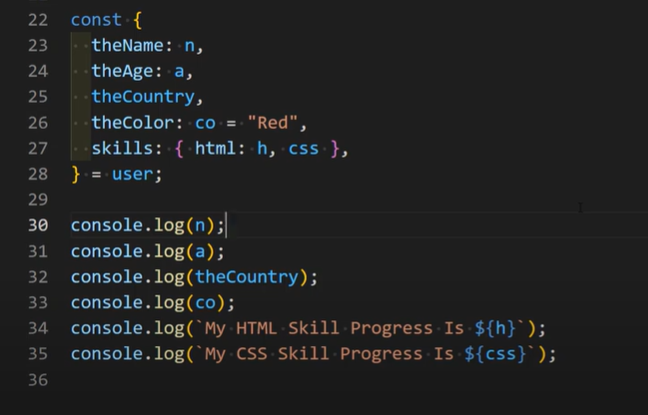 22 const {
23   theName: n,
24   theAge: a,
25   theCountry,
26   theColor: co = "Red",
27   skills: { html: h, css },
28 } = user;
29
30 console.log(n);
31 console.log(a);
32 console.log(theCountry);
33 console.log(co);
34 console.log(`My HTML Skill Progress Is ${h}`);
35 console.log(`My CSS Skill Progress Is ${css}`);
36